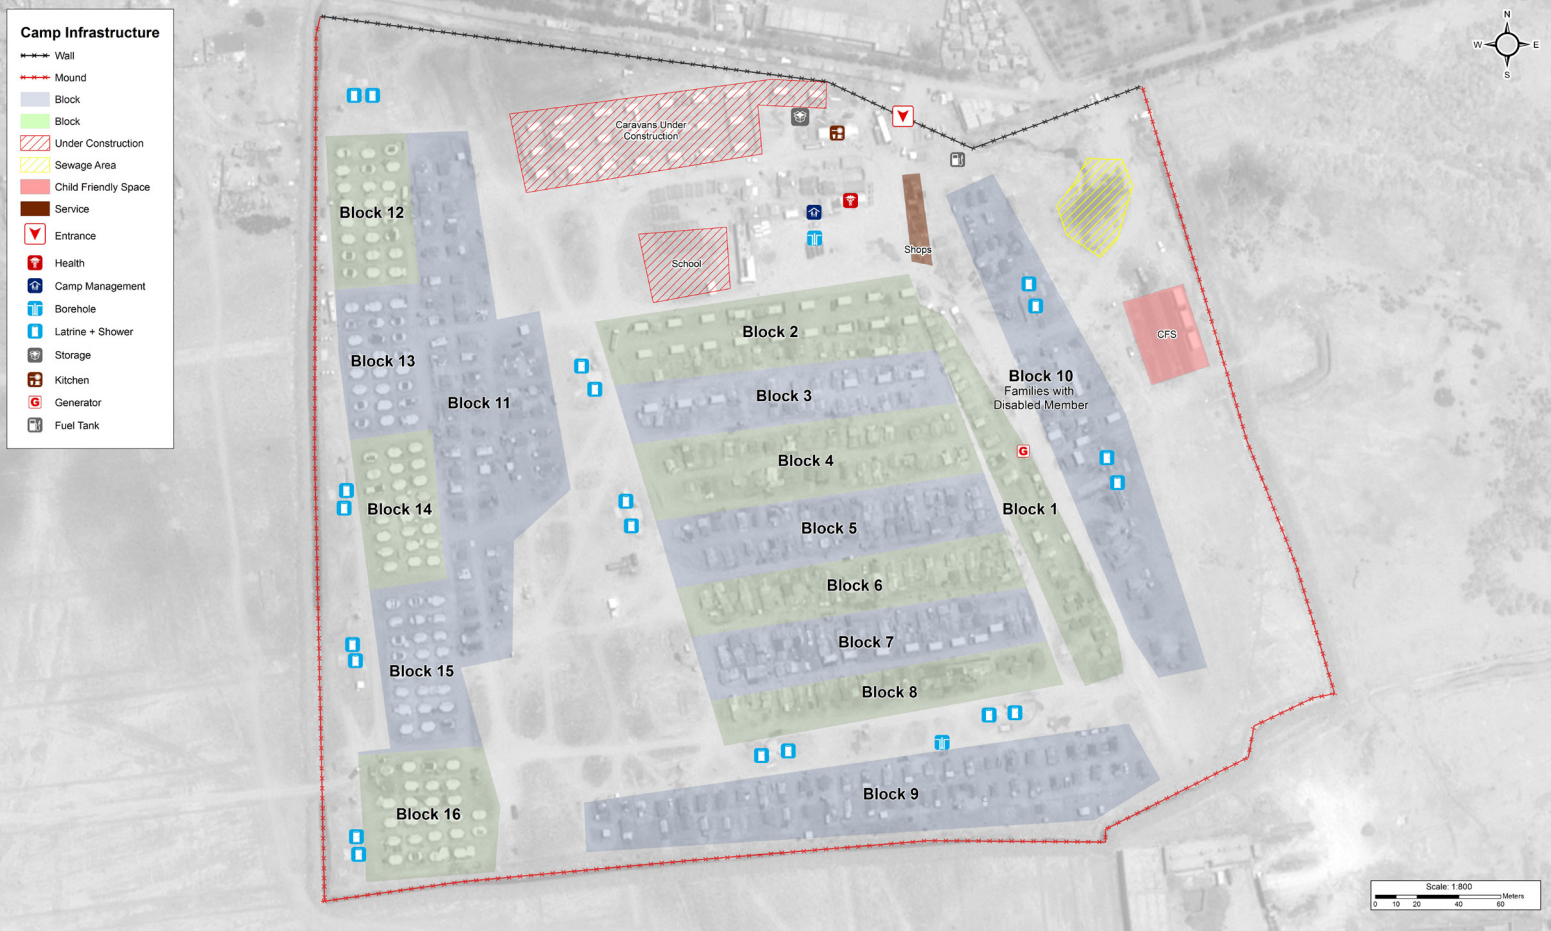 Camp Infrastructure
Wall
Mound
Block
Block
Under Construction
Sewage Area
Child Friendly Space
Service
Entrance
Health
Camp Management
Borehole
Latrine + Shower
Storage
Kitchen
G Generator
Fuel Tank
N
W E
S
Caravans Under
Construction
Block 12
School
Shops
Block 2
CFS
Block 13
Block 3
Block 10
Families with
Disabled Member
Block 11
G
Block 4
Block 14
Block 1
Block 5
Block 6
Block 7
Block 15
Block 8
Block 9
Block 16
Scale: 1:800
Meters
0 10 20 40 60